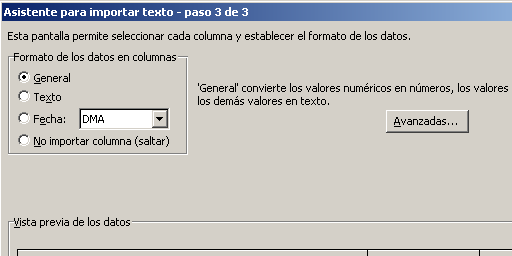 Asistente para importar texto - paso 3 de 3
Esta pantalla permite seleccionar cada columna y establecer el formato de los datos.
Formato de los datos en columnas
General
Texto
Fecha: DMA
No importar columna (saltar)
'General' convierte los valores numéricos en números, los valores
los demás valores en texto.
Avanzadas...
Vista previa de los datos